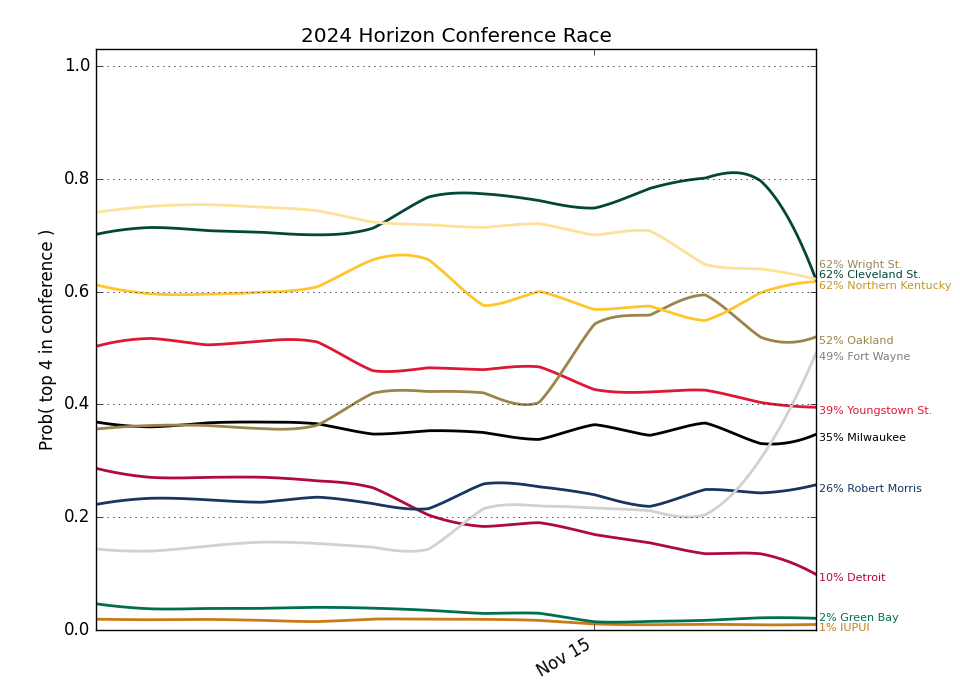 2024 Horizon Conference Race
1.0
0.8
0.6
0.4
0.2
0.0
Prob( top 4 in conference )
Nov 15
62% Wright St.
62% Cleveland St.
62% Northern Kentucky
52% Oakland
49% Fort Wayne
39% Youngstown St.
35% Milwaukee
26% Robert Morris
10% Detroit
2% Green Bay
1% IUPUI